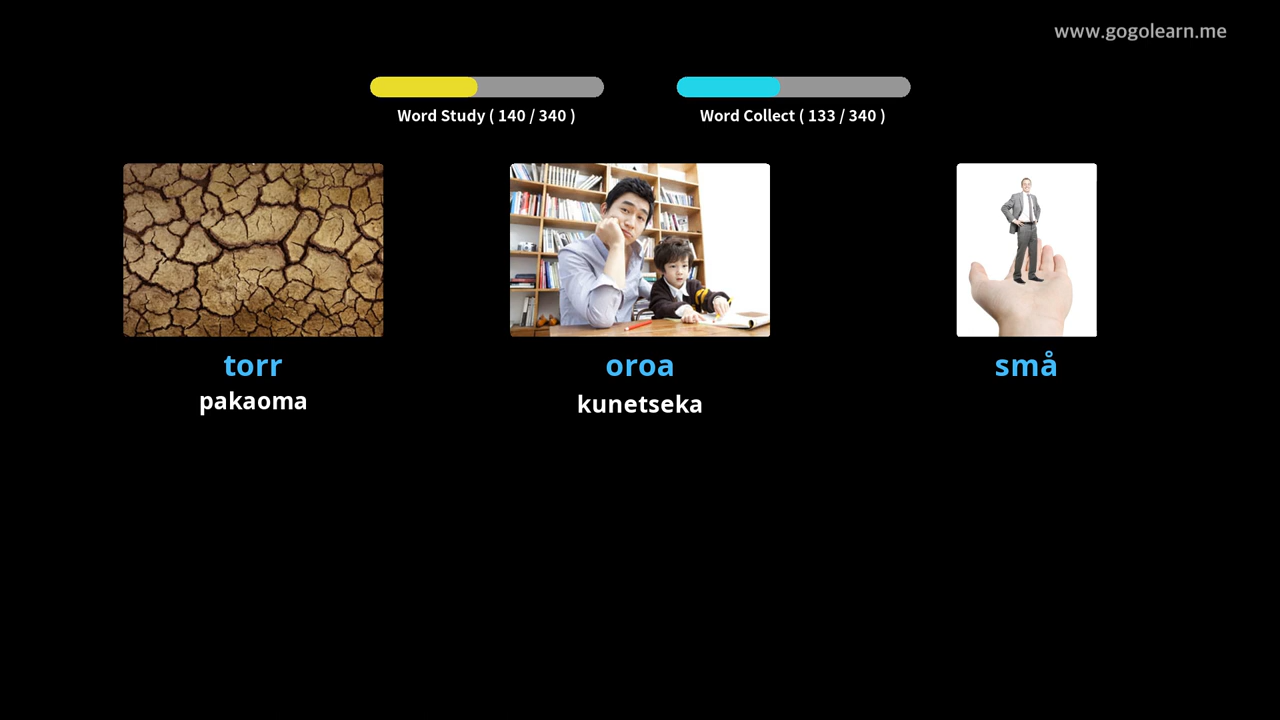 www.gogolearn.me
Word Study ( 140 / 340 )
Word Collect ( 133 / 340 )
torr
pakaoma
oroa
kunetseka
små